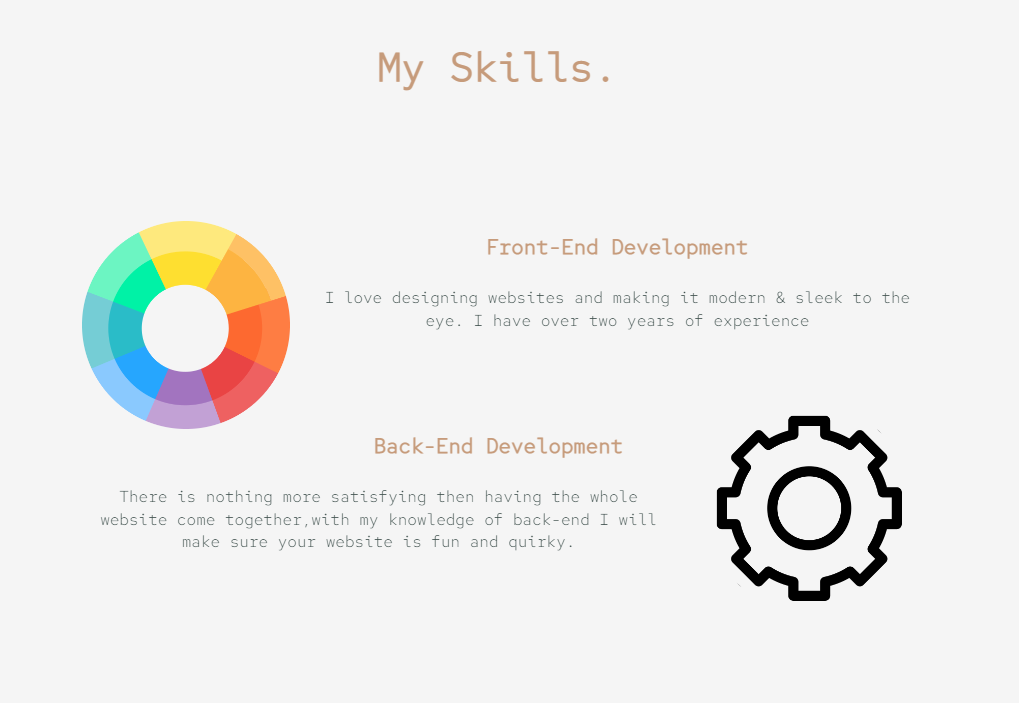 My Skills.
Front-End Development
I love designing websites and making it modern & sleek to the
eye. I have over two years of experience
Back-End Development
There is nothing more satisfying then having the whole
website come together,with my knowledge of back-end I will
make sure your website is fun and quirky.